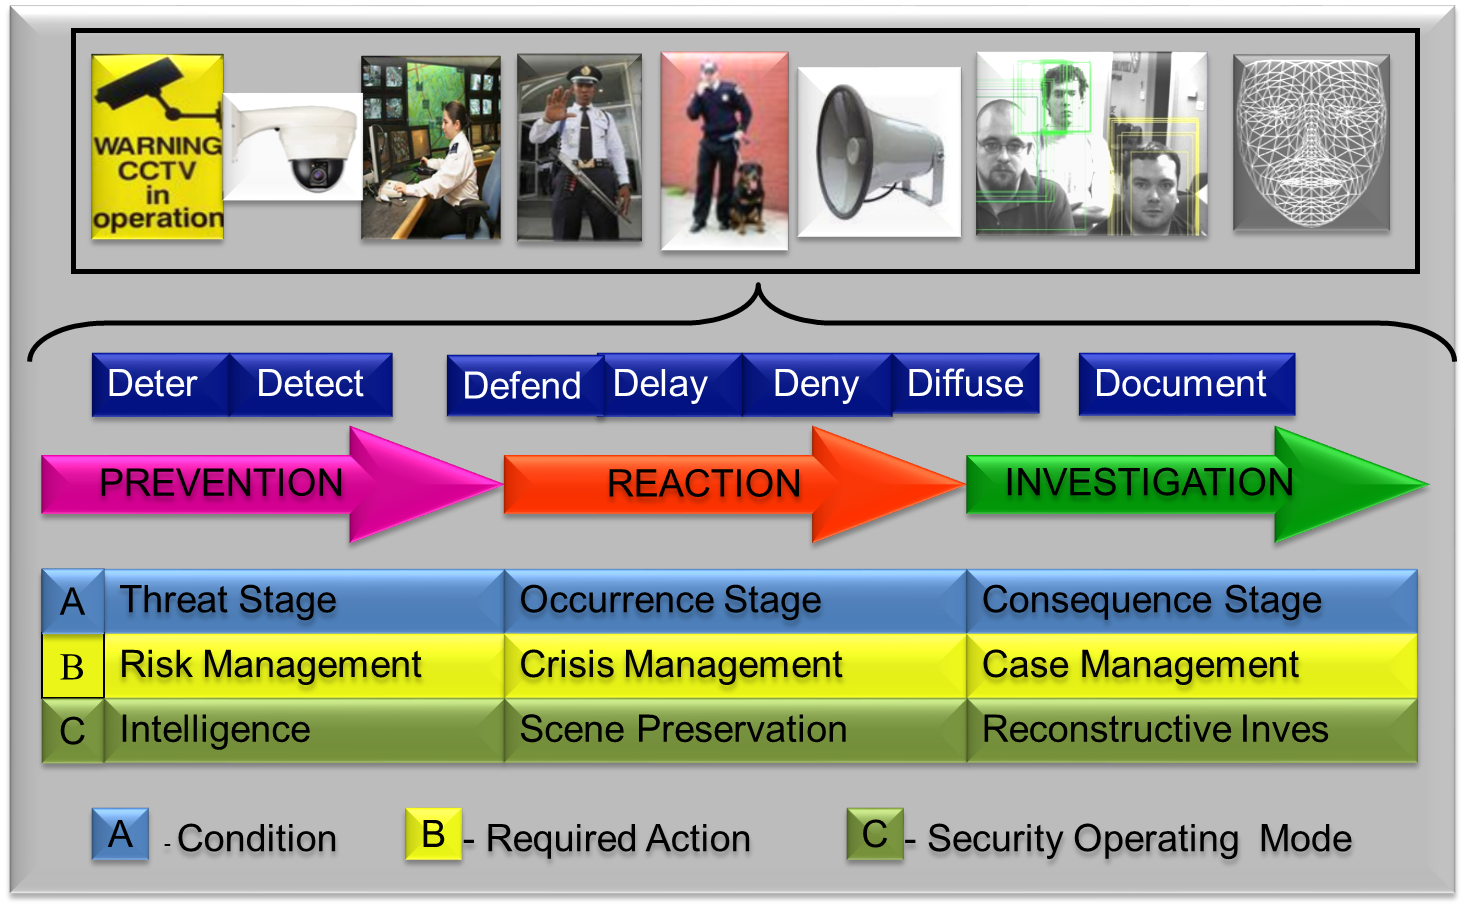 WARNING
CCTV
in
operation
Deter Detect Defend Delay Deny Diffuse Document
PREVENTION REACTION INVESTIGATION
A Threat Stage Occurrence Stage Consequence Stage
B Risk Management Crisis Management Case Management
C Intelligence Scene Preservation Reconstructive Inves
A - Condition B - Required Action C - Security Operating Mode